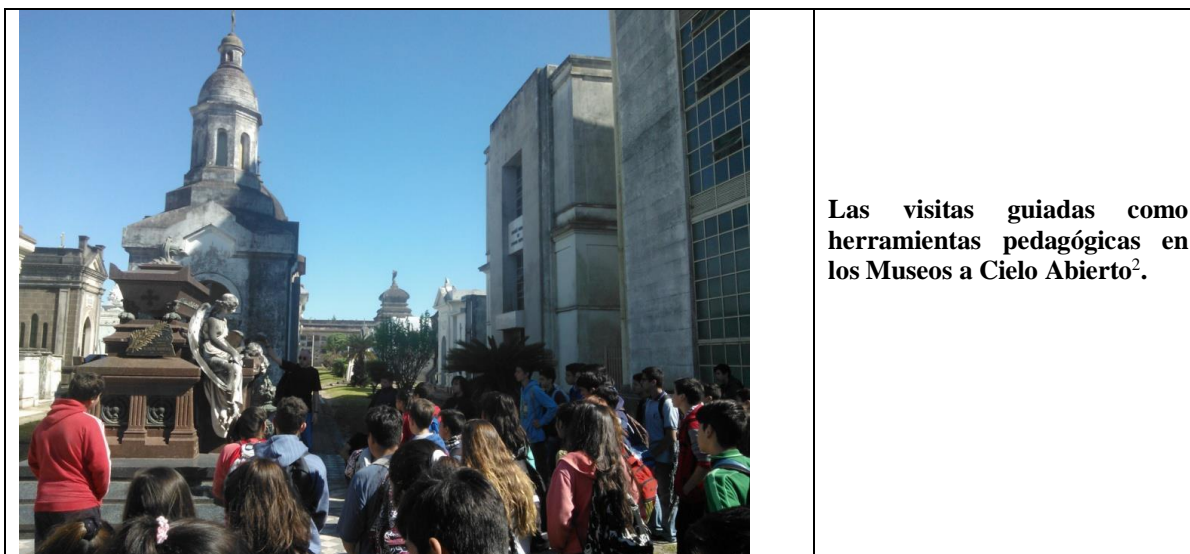 Las visitas guiadas como
herramientas pedagógicas en
los Museos a Cielo Abierto².